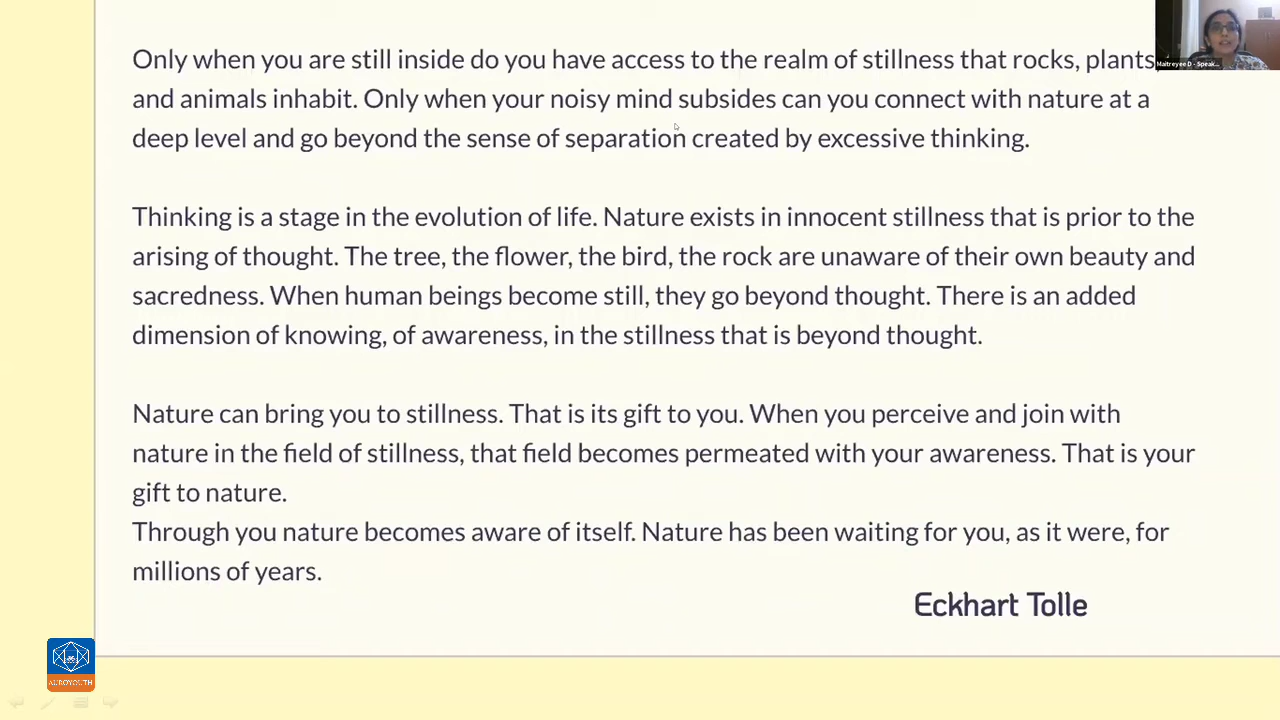 Only when you are still inside do you have access to the realm of stillness that rocks, plants,
and animals inhabit. Only when your noisy mind subsides can you connect with nature at a
deep level and go beyond the sense of separation created by excessive thinking.
Thinking is a stage in the evolution of life. Nature exists in innocent stillness that is prior to the
arising of thought. The tree, the flower, the bird, the rock are unaware of their own beauty and
sacredness. When human beings become still, they go beyond thought. There is an added
dimension of knowing, of awareness, in the stillness that is beyond thought.
Nature can bring you to stillness. That is its gift to you. When you perceive and join with
nature in the field of stillness, that field becomes permeated with your awareness. That is your
gift to nature.
Through you nature becomes aware of itself. Nature has been waiting for you, as it were, for
millions of years.
Eckhart Tolle
Maitreyee D - Speak...
AUROYOUTH